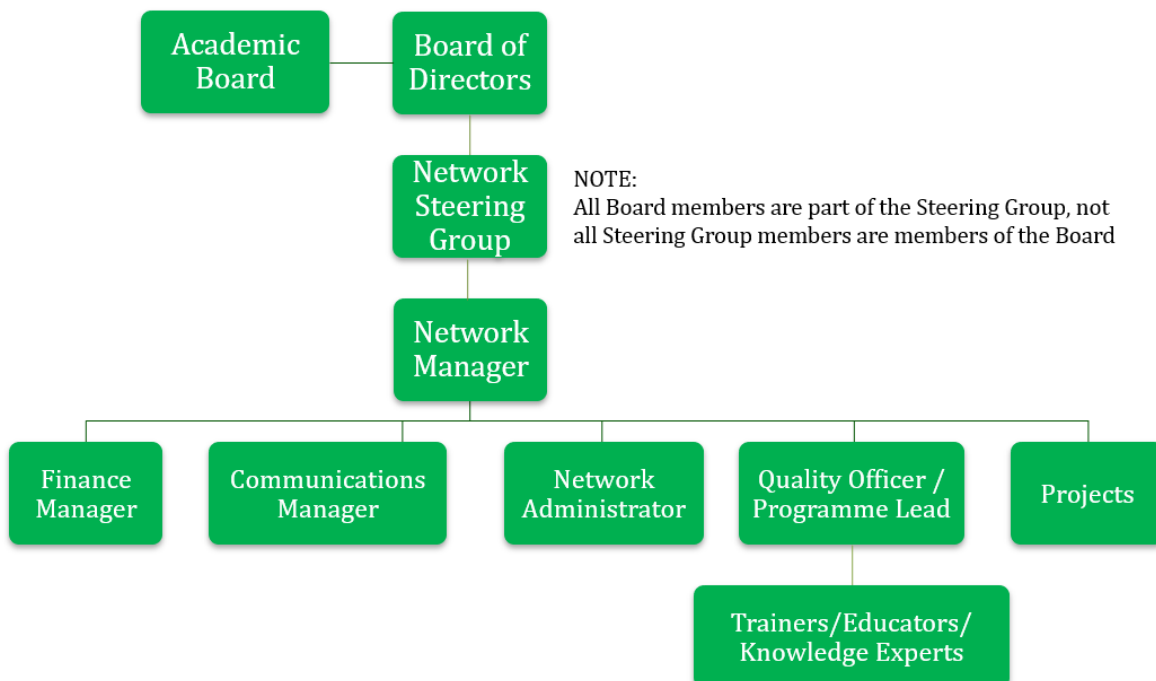 Academic
Board
Board of
Directors
Network
Steering
Group
NOTE:
All Board members are part of the Steering Group, not
all Steering Group members are members of the Board
Network
Manager
Finance
Manager
Communications
Manager
Network
Administrator
Quality Officer /
Programme Lead
Projects
Trainers/Educators/
Knowledge Experts